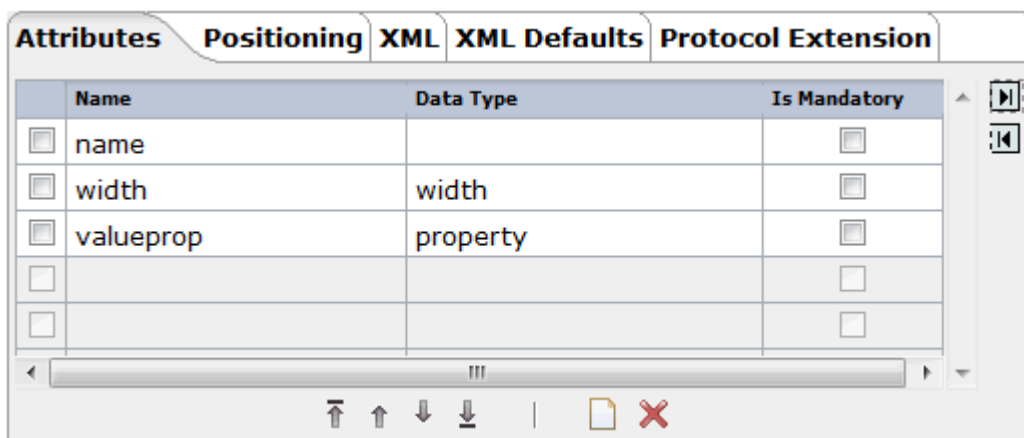 Attributes Positioning XML XML Defaults Protocol Extension
Name Data Type Is Mandatory
name
width width
valueprop property